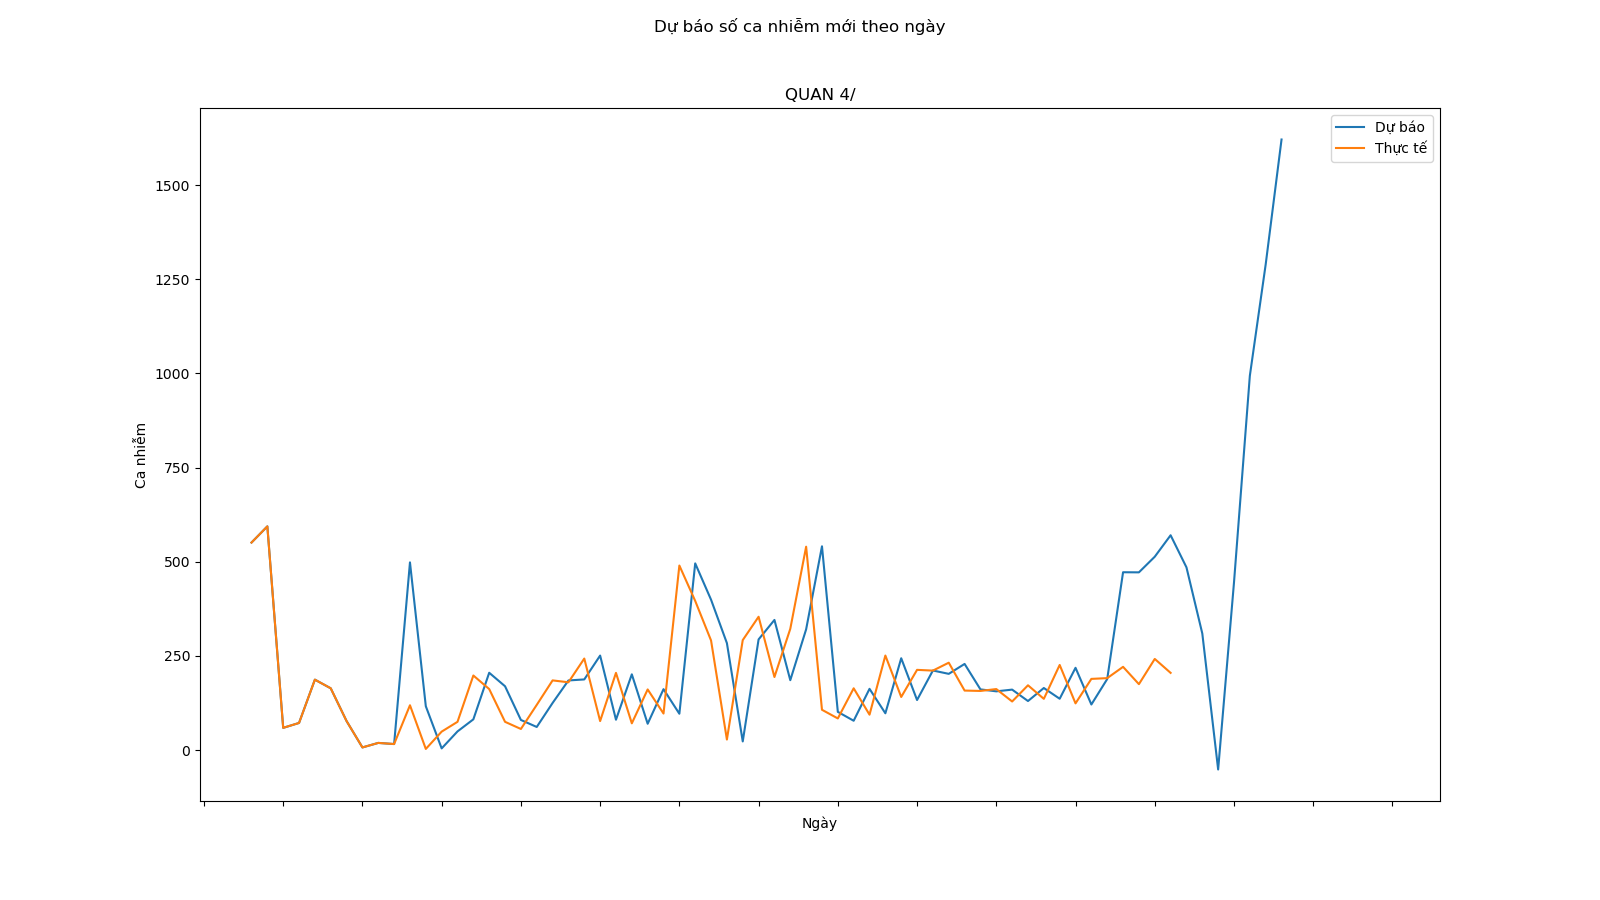 Dự báo số ca nhiễm mới theo ngày
QUAN 4/
Dự báo
Thực tế
1500
1250
1000
750
500
250
0
Ca nhiễm
Ngày